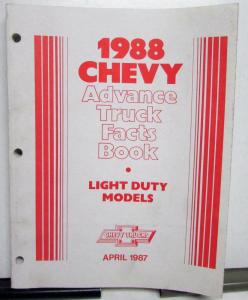 1988
CHEVY
Advance
Truck
Facts
Book
•
LIGHT DUTY
MODELS
CHEVY TRUCKS
APRIL 1987